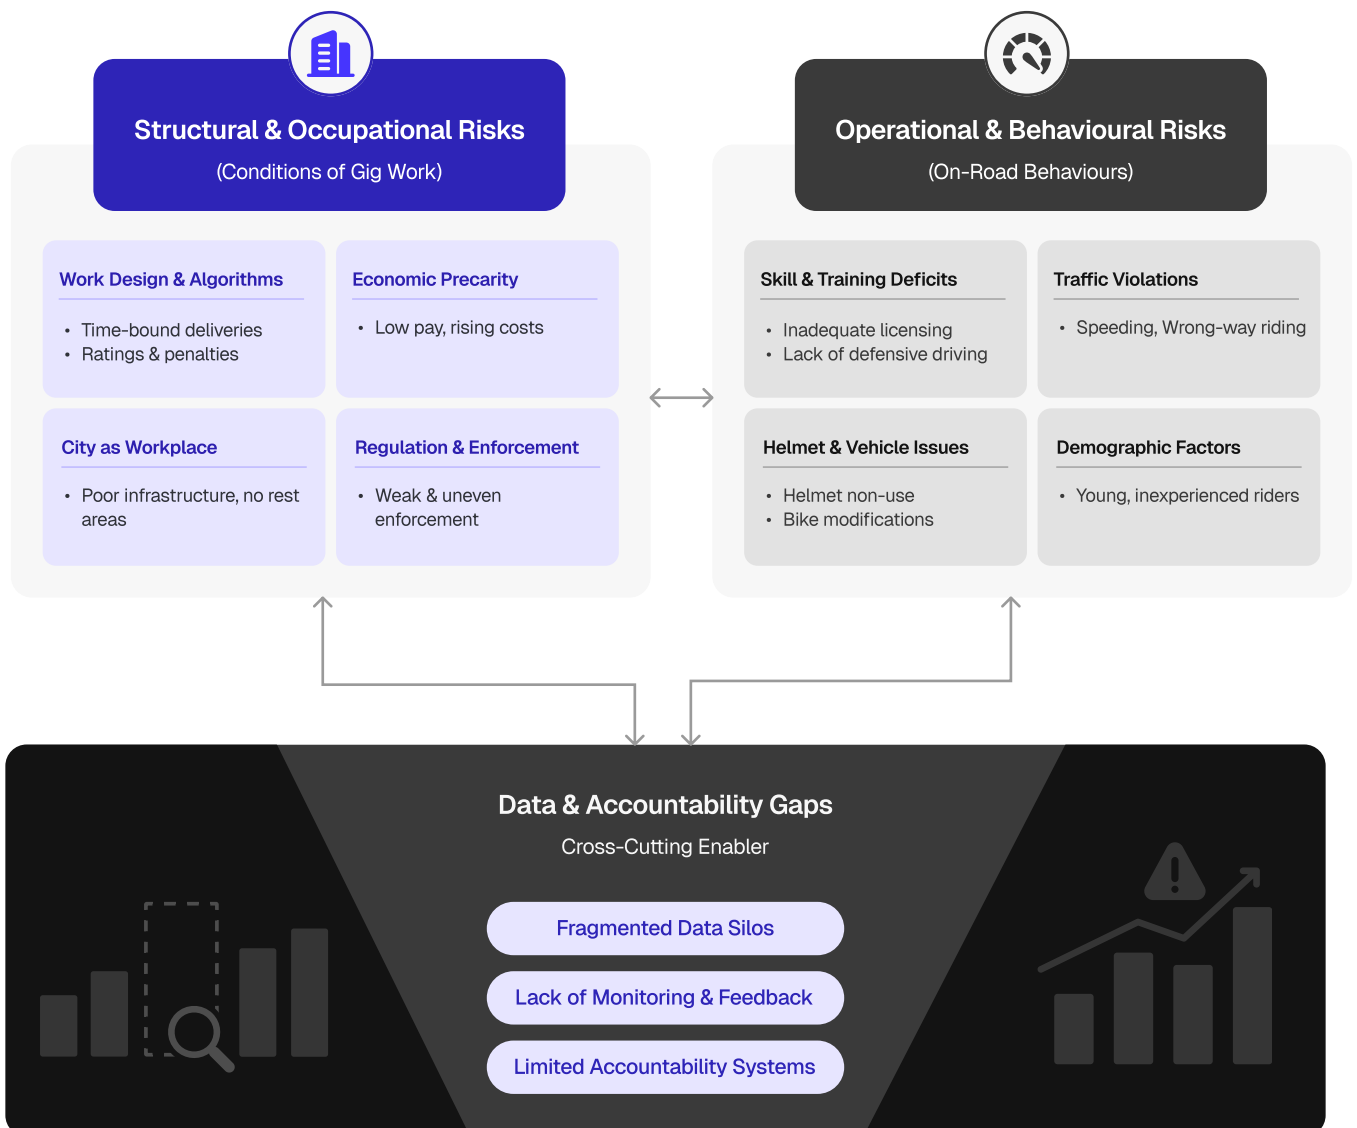 Structural & Occupational Risks
(Conditions of Gig Work)
Work Design & Algorithms
• Time-bound deliveries
• Ratings & penalties
Economic Precarity
• Low pay, rising costs
City as Workplace
• Poor infrastructure, no rest
areas
Regulation & Enforcement
• Weak & uneven
enforcement
Operational & Behavioural Risks
(On-Road Behaviours)
Skill & Training Deficits
• Inadequate licensing
• Lack of defensive driving
Traffic Violations
• Speeding, Wrong-way riding
Helmet & Vehicle Issues
• Helmet non-use
• Bike modifications
Demographic Factors
• Young, inexperienced riders
Data & Accountability Gaps
Cross-Cutting Enabler
Fragmented Data Silos
Lack of Monitoring & Feedback
Limited Accountability Systems